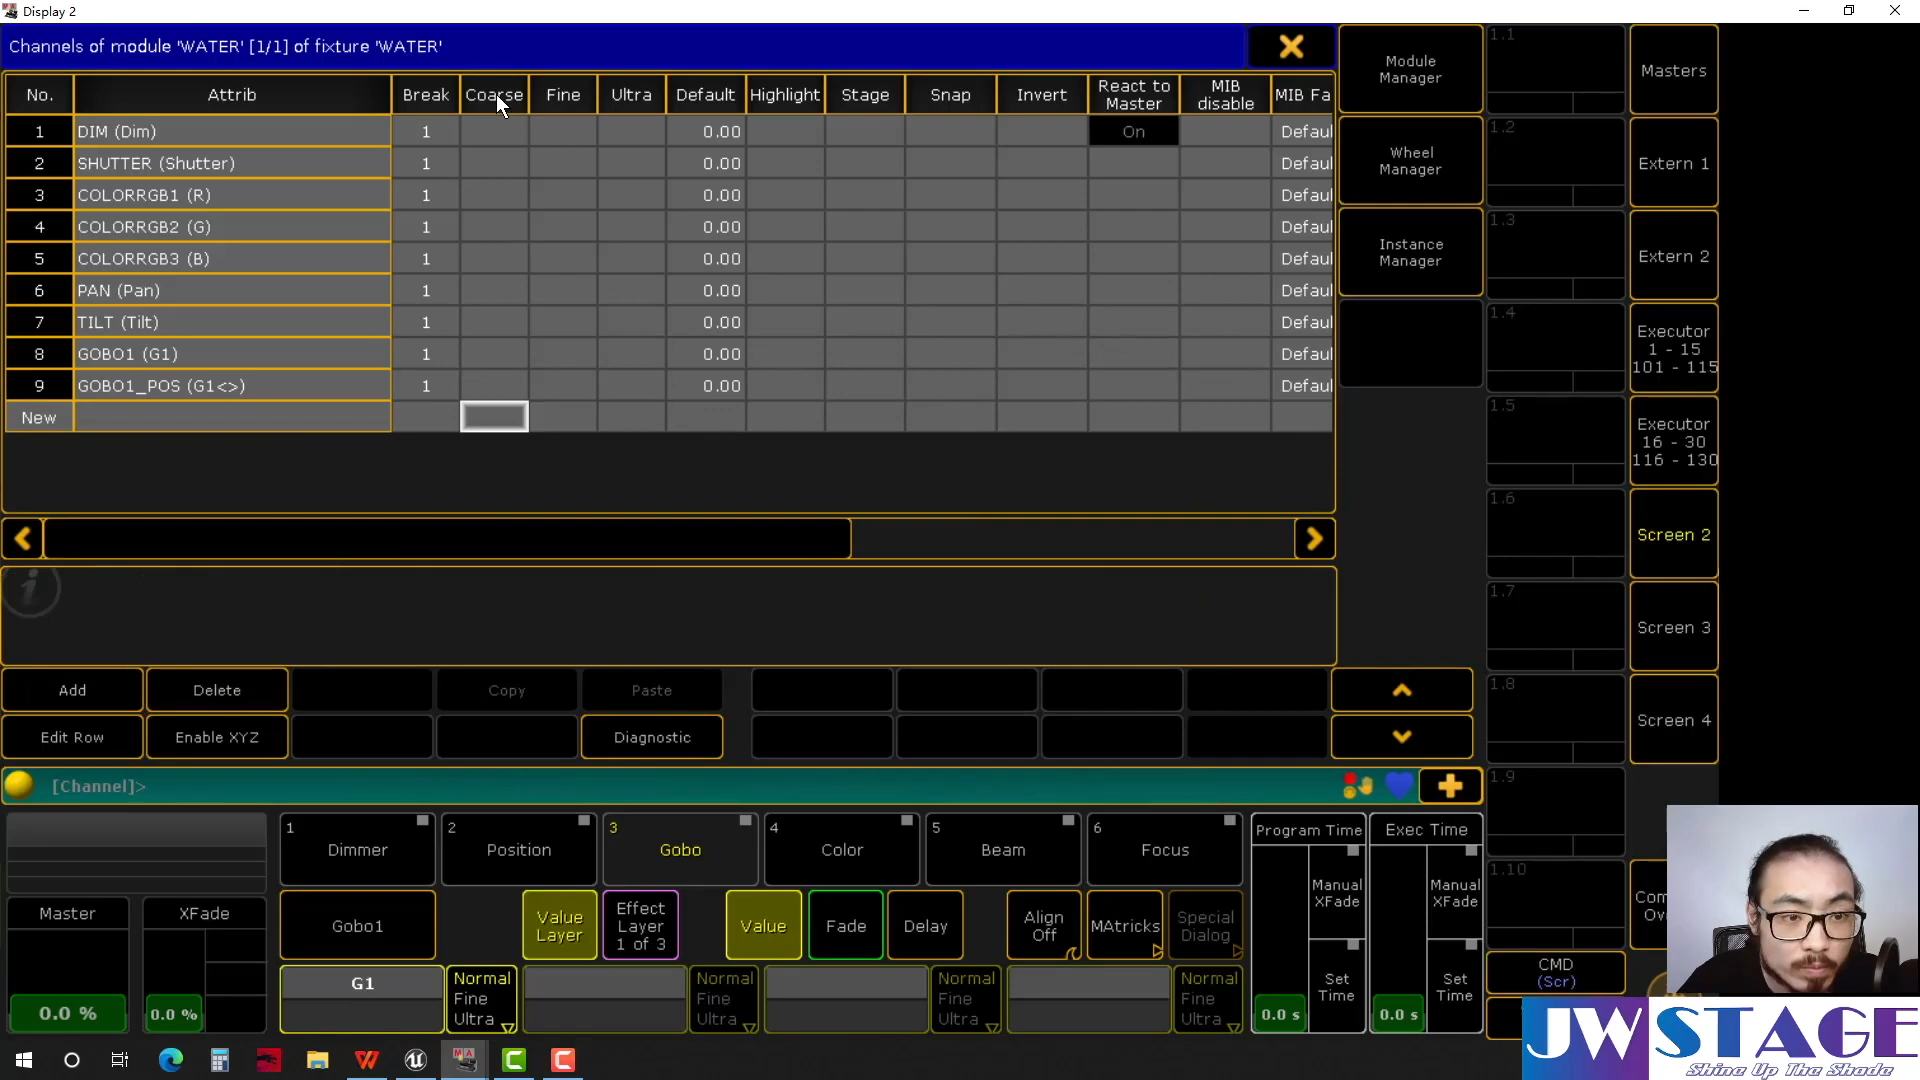 Display 2
Channels of module 'WATER' [1/1] of fixture 'WATER'
No. Attrib Break Coarse Fine Ultra Default Highlight Stage Snap Invert React to Master MIB disable MIB Fa
1 DIM (Dim) 1 0.00 On Defaul
2 SHUTTER (Shutter) 1 0.00 Defaul
3 COLORRGB1 (R) 1 0.00 Defaul
4 COLORRGB2 (G) 1 0.00 Defaul
5 COLORRGB3 (B) 1 0.00 Defaul
6 PAN (Pan) 1 0.00 Defaul
7 TILT (Tilt) 1 0.00 Defaul
8 GOBO1 (G1) 1 0.00 Defaul
9 GOBO1_POS (G1<>) 1 0.00 Defaul
New
Module
Manager
Wheel
Manager
Instance
Manager
1.1
1.2
1.3
1.4
1.5
1.6
1.7
1.8
1.9
1.10
Masters
Extern 1
Extern 2
Executor
1 - 15
101 - 115
Executor
16 - 30
116 - 130
Screen 2
Screen 3
Screen 4
Add Delete Copy Paste
Edit Row Enable XYZ Diagnostic
[Channel]>
1 Dimmer
2 Position
3 Gobo
4 Color
5 Beam
6 Focus
Program Time
Exec Time
Master
XFade
Gobo1
Value
Layer
Effect
Layer
1 of 3
Value
Fade
Delay
Align
Off
MAtricks
Special
Dialog
Manual
XFade
Manual
XFade
G1
Normal
Fine
Ultra
Normal
Fine
Ultra
Normal
Fine
Ultra
Normal
Fine
Ultra
Set
Time
Set
Time
0.0 %
0.0 %
0.0 s
0.0 s
Com
Ov
CMD
(Scr)
JWSTAGE
Shine Up The Shade